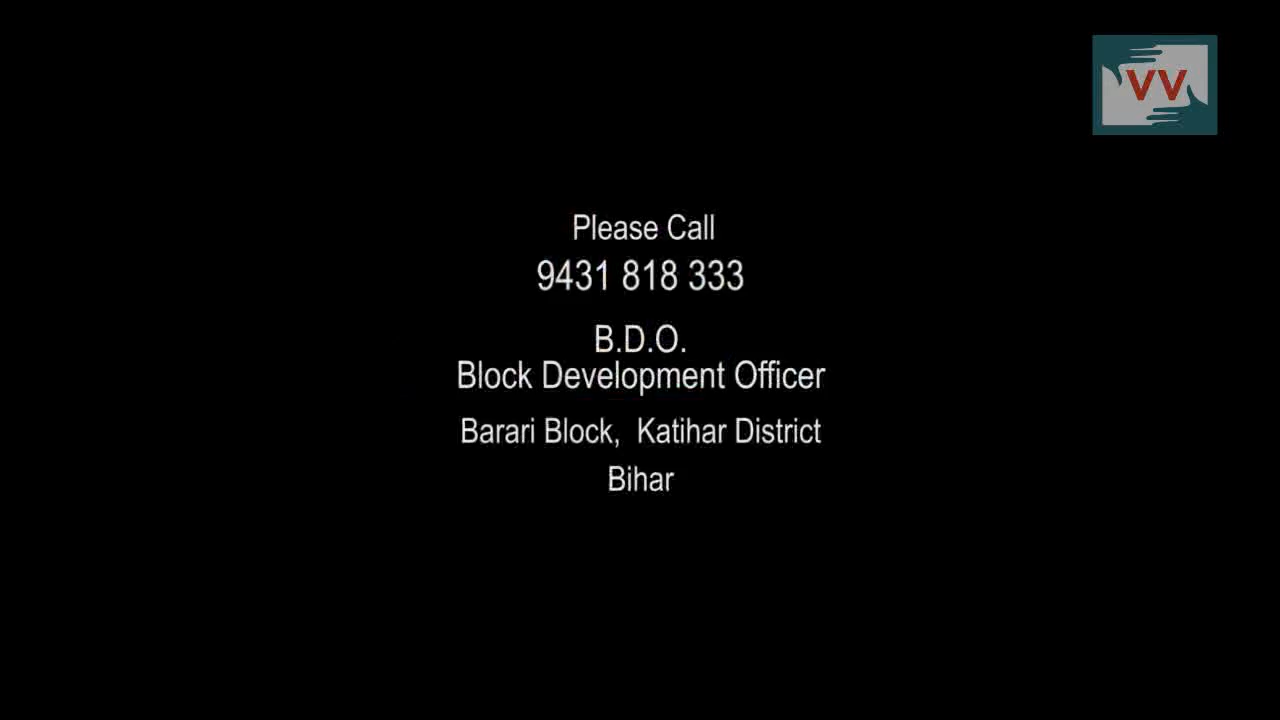 VV
Please Call
9431 818 333
B.D.O.
Block Development Officer
Barari Block,  Katihar District
Bihar